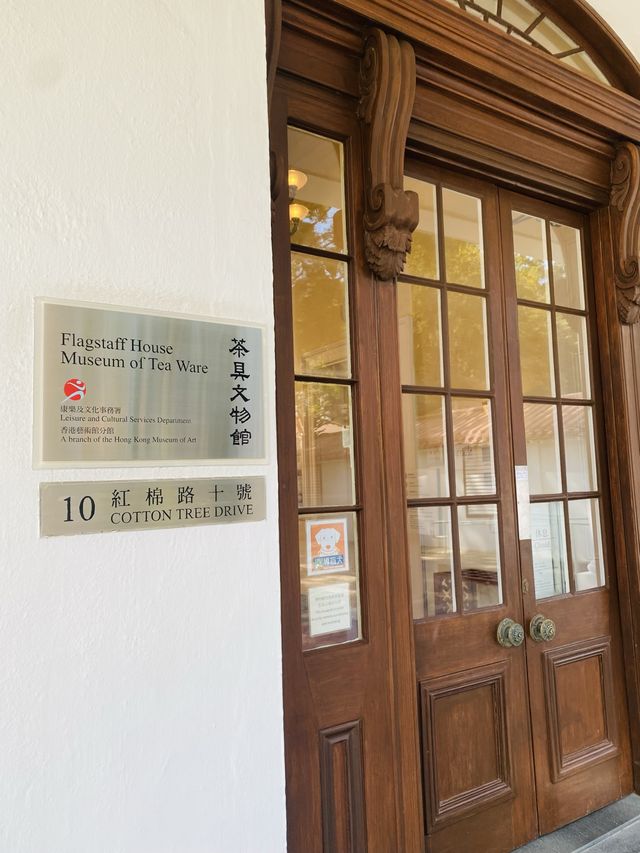 Flagstaff House
Museum of Tea Ware
茶具文物館
康樂及文化事務署
Leisure and Cultural Services Department
香港藝術館分館
A branch of the Hong Kong Museum of Art
10 紅棉路十號
COTTON TREE DRIVE